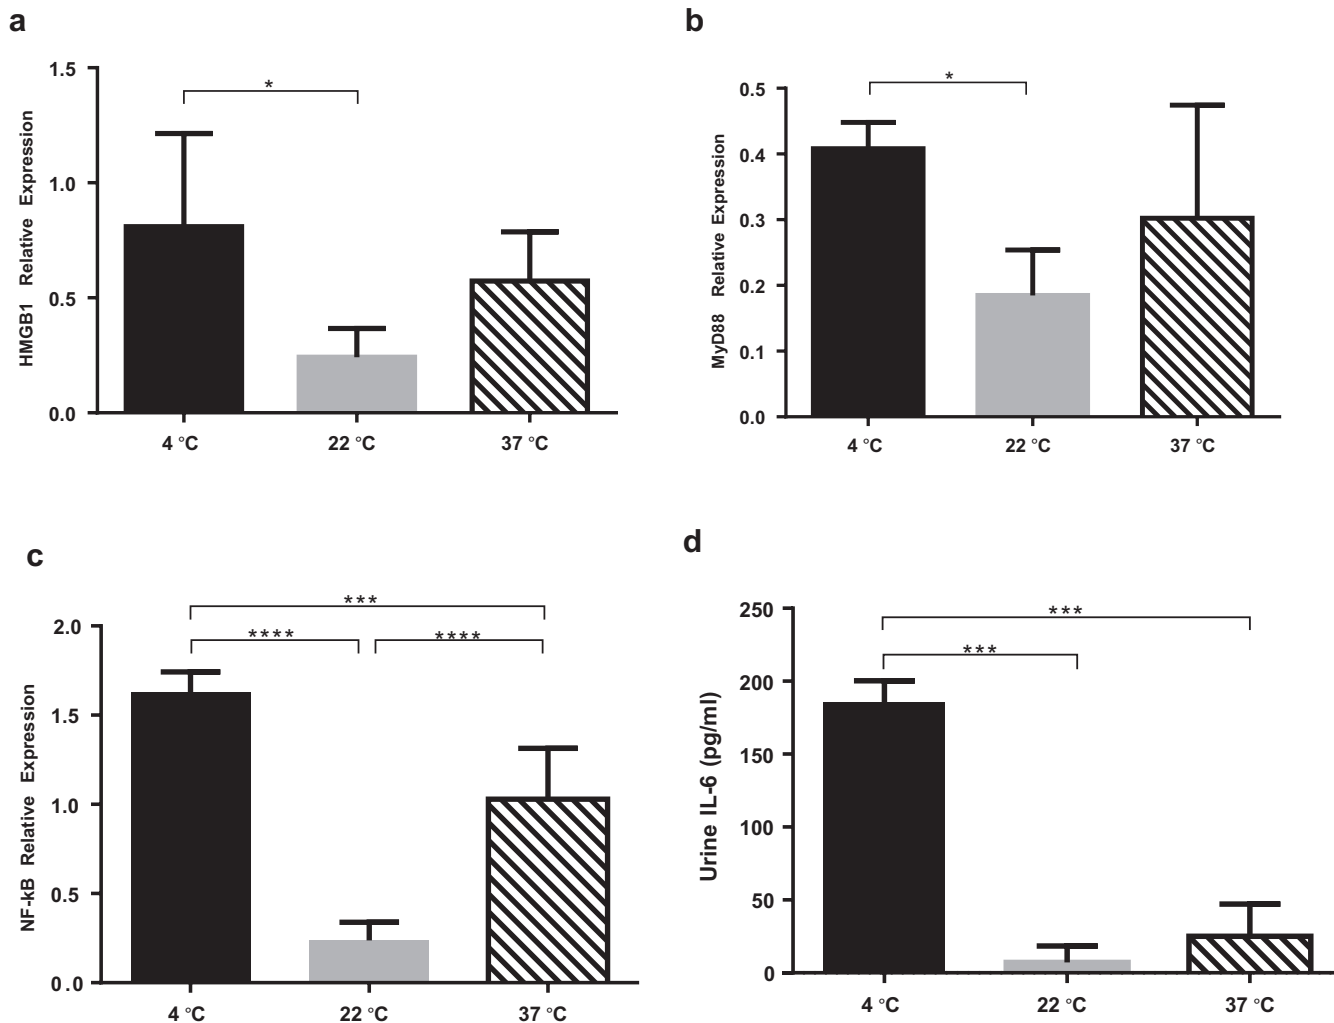 a
HMGB1 Relative Expression
1.5
1.0
0.5
0.0
*
4 °C
22 °C
37 °C
b
MyD88 Relative Expression
0.5
0.4
0.3
0.2
0.1
0.0
*
4 °C
22 °C
37 °C
c
NF-kB Relative Expression
2.0
1.5
1.0
0.5
0.0
***
****
****
4 °C
22 °C
37 °C
d
Urine IL-6 (pg/ml)
250
200
150
100
50
0
***
***
4 °C
22 °C
37 °C